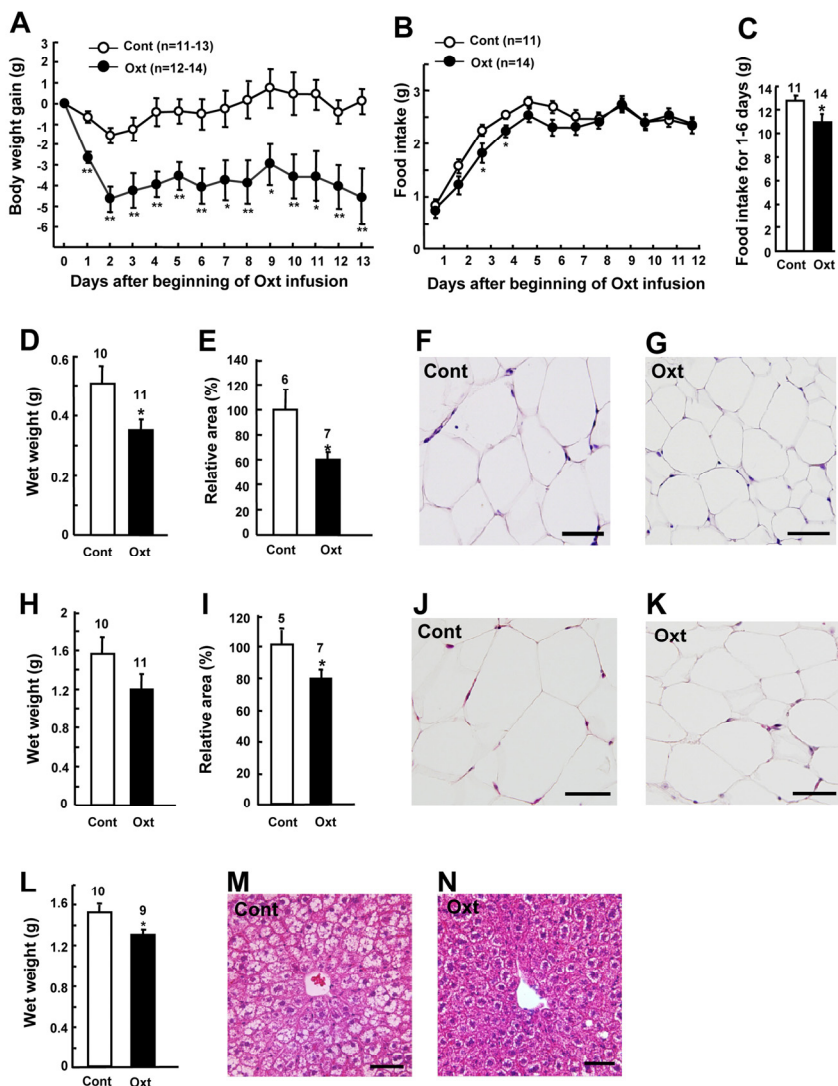 A
Cont (n=11-13)
Oxt (n=12-14)
Body weight gain (g)
5
4
3
2
1
0
-1
-2
-3
-4
-5
-6
** ** ** ** ** ** * ** * ** * ** **
0 1 2 3 4 5 6 7 8 9 10 11 12 13
Days after beginning of Oxt infusion
B
Cont (n=11)
Oxt (n=14)
Food intake (g)
4
3
2
1
0
* *
1 2 3 4 5 6 7 8 9 10 11 12
Days after beginning of Oxt infusion
C
Food intake for 1-6 days (g)
14
12
10
8
6
4
2
0
11 14
*
Cont Oxt
D
Wet weight (g)
0.6
0.4
0.2
0
10
11
*
Cont Oxt
E
Relative area (%)
140
120
100
80
60
40
20
0
6
7
*
Cont Oxt
F
Cont
G
Oxt
H
Wet weight (g)
2
1.6
1.2
0.8
0.4
0
10
11
Cont Oxt
I
Relative area (%)
120
100
80
60
40
20
0
5
7
*
Cont Oxt
J
Cont
K
Oxt
L
Wet weight (g)
1.6
1.2
0.8
0.4
0
10
9
*
Cont Oxt
M
Cont
N
Oxt